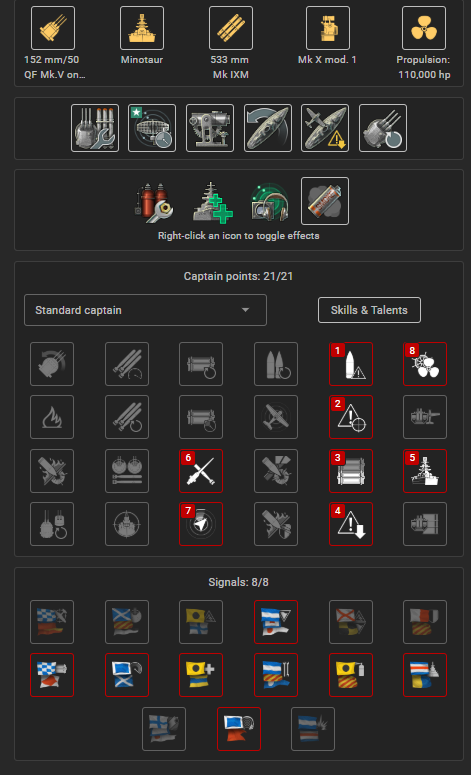 152 mm/50
QF Mk.V on...
Minotaur
533 mm
Mk IXM
Mk X mod. 1
Propulsion:
110,000 hp
Right-click an icon to toggle effects
Captain points: 21/21
Standard captain
Skills & Talents
1
8
2
6
3
5
7
4
Signals: 8/8